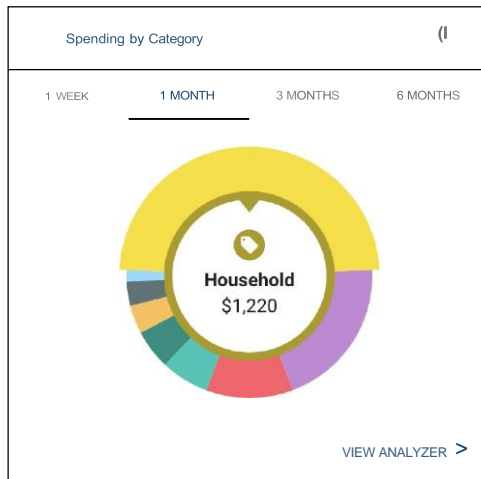 Spending by Category
1 WEEK 1 MONTH 3 MONTHS 6 MONTHS
Household
$1,220
VIEW ANALYZER >